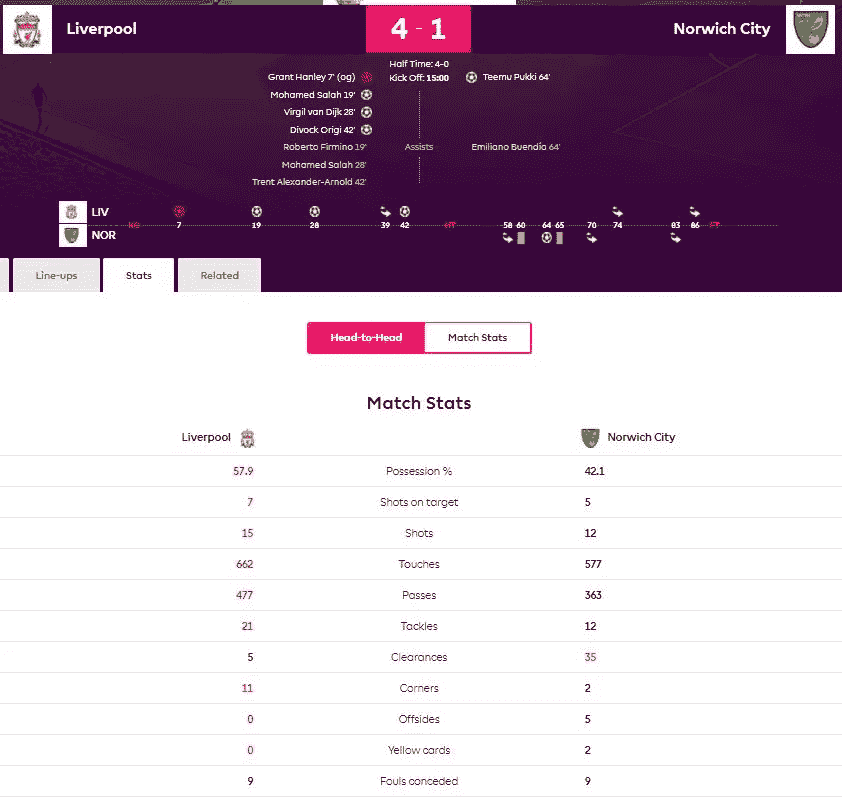 Liverpool 4 - 1 Norwich City
Half Time: 4-0
Kick Off: 15:00
Grant Hanley 7' (og)
Mohamed Salah 19'
Virgil van Dijk 28'
Divock Origi 42'
Teemu Pukki 64'
Roberto Firmino 19' Assists Emiliano Buendía 64'
Mohamed Salah 28'
Trent Alexander-Arnold 42'
LIV
KO 7 19 28 39 42 HT 58 60 64 65 70 74 83 86 FT
NOR
Line-ups Stats Related
Head-to-Head Match Stats
Match Stats
Liverpool Norwich City
57.9 Possession % 42.1
7 Shots on target 5
15 Shots 12
662 Touches 577
477 Passes 363
21 Tackles 12
5 Clearances 35
11 Corners 2
0 Offsides 5
0 Yellow cards 2
9 Fouls conceded 9